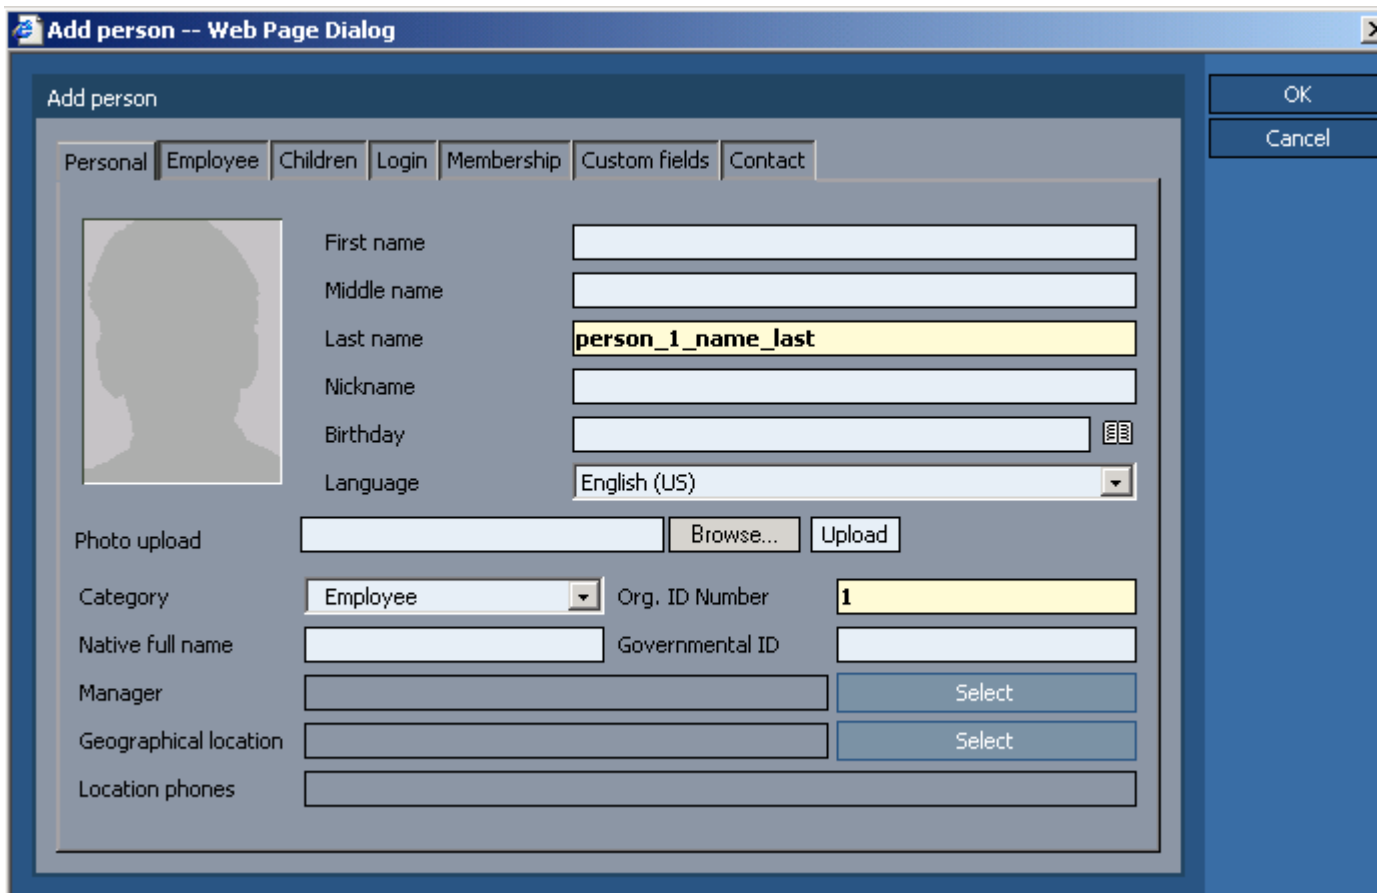 Add person -- Web Page Dialog
Add person
OK
Cancel
Personal Employee Children Login Membership Custom fields Contact
First name
Middle name
Last name person_1_name_last
Nickname
Birthday
Language English (US)
Photo upload Browse... Upload
Category Employee Org. ID Number 1
Native full name Governmental ID
Manager Select
Geographical location Select
Location phones